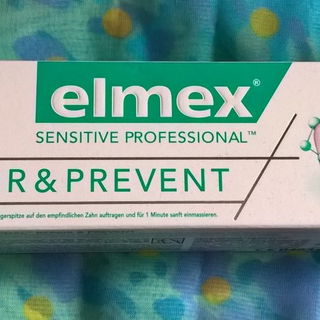 elmex®
SENSITIVE PROFESSIONAL™
R & PREVENT
gerspitze auf den empfindlichen Zahn auftragen und für 1 Minute sanft einmassieren.